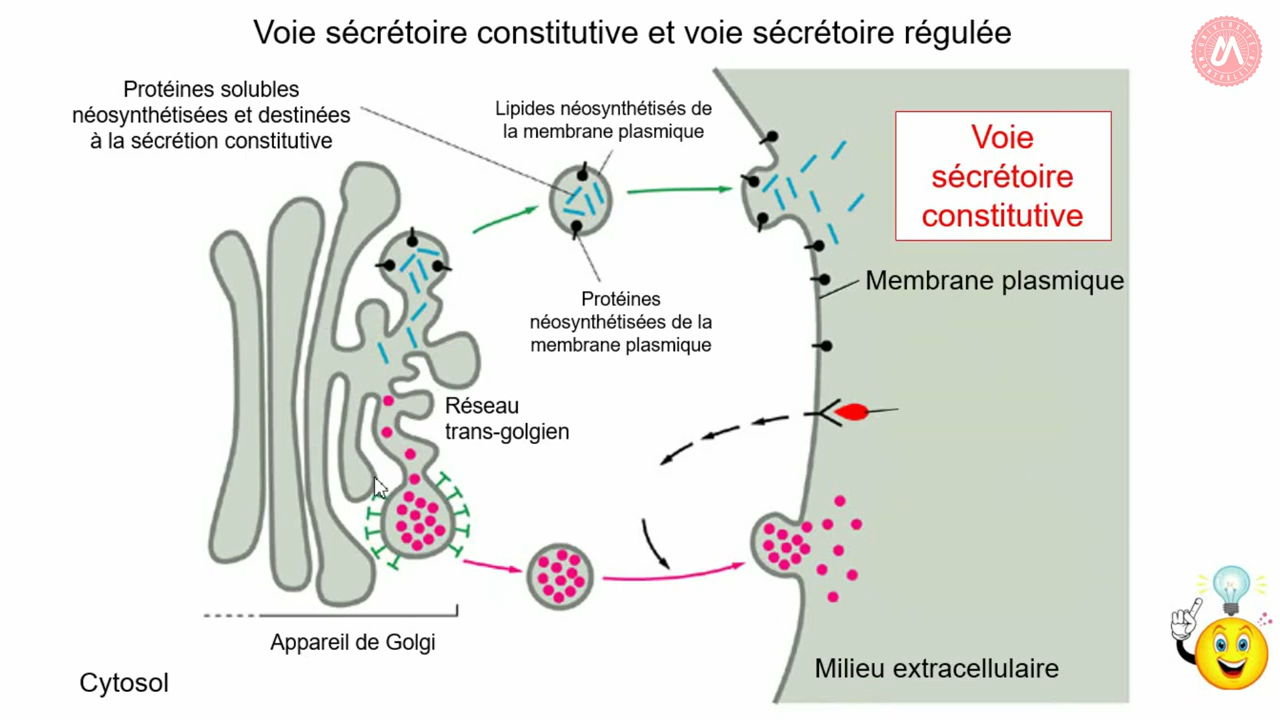 Voie sécrétoire constitutive et voie sécrétoire régulée
UNIVERSITÉ
MONTPELLIER
Protéines solubles
néosynthétisées et destinées
à la sécrétion constitutive
Lipides néosynthétisés de
la membrane plasmique
Voie
sécrétoire
constitutive
Membrane plasmique
Protéines
néosynthétisées de la
membrane plasmique
Réseau
trans-golgien
Appareil de Golgi
Cytosol
Milieu extracellulaire